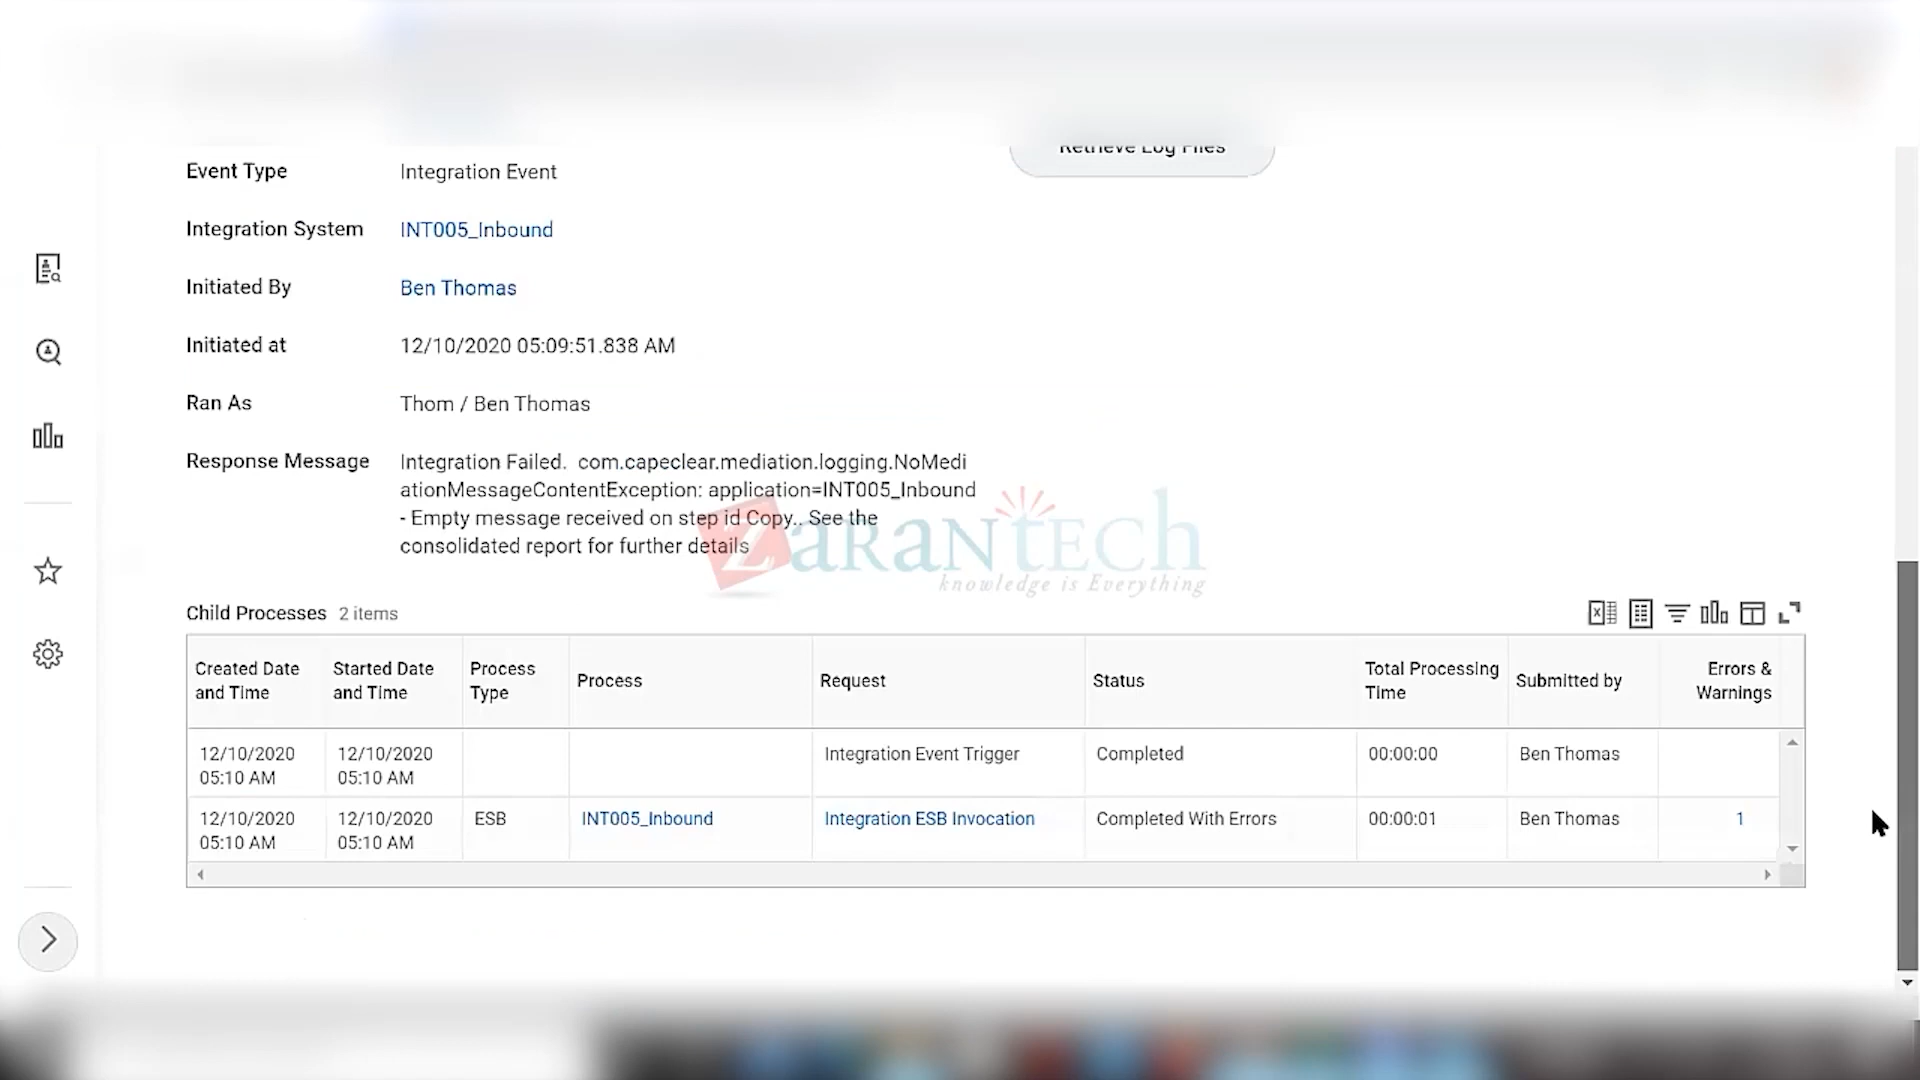 Retrieve Log Files
Event Type Integration Event
Integration System INT005_Inbound
Initiated By Ben Thomas
Initiated at 12/10/2020 05:09:51.838 AM
Ran As Thom / Ben Thomas
Response Message Integration Failed.  com.capeclear.mediation.logging.NoMedi
ationMessageContentException: application=INT005_Inbound
- Empty message received on step id Copy.. See the
consolidated report for further details
ZaranTech
knowledge is Everything
Child Processes 2 items
Created Date and Time Started Date and Time Process Type Process Request Status Total Processing Time Submitted by Errors & Warnings
12/10/2020 05:10 AM 12/10/2020 05:10 AM Integration Event Trigger Completed 00:00:00 Ben Thomas
12/10/2020 05:10 AM 12/10/2020 05:10 AM ESB INT005_Inbound Integration ESB Invocation Completed With Errors 00:00:01 Ben Thomas 1